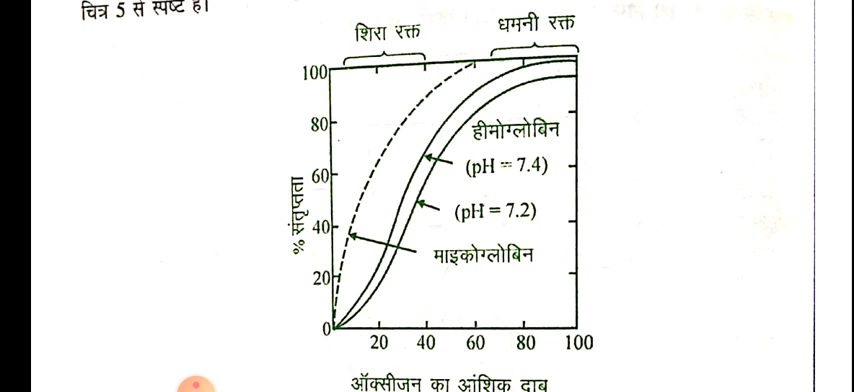 चित्र 5 से स्पष्ट है।
शिरा रक्त
धमनी रक्त
100
80
60
40
20
0
% संतृप्तता
हीमोग्लोबिन
(pH = 7.4)
(pH = 7.2)
माइकोग्लोबिन
20 40 60 80 100
ऑक्सीजन का आंशिक दाब